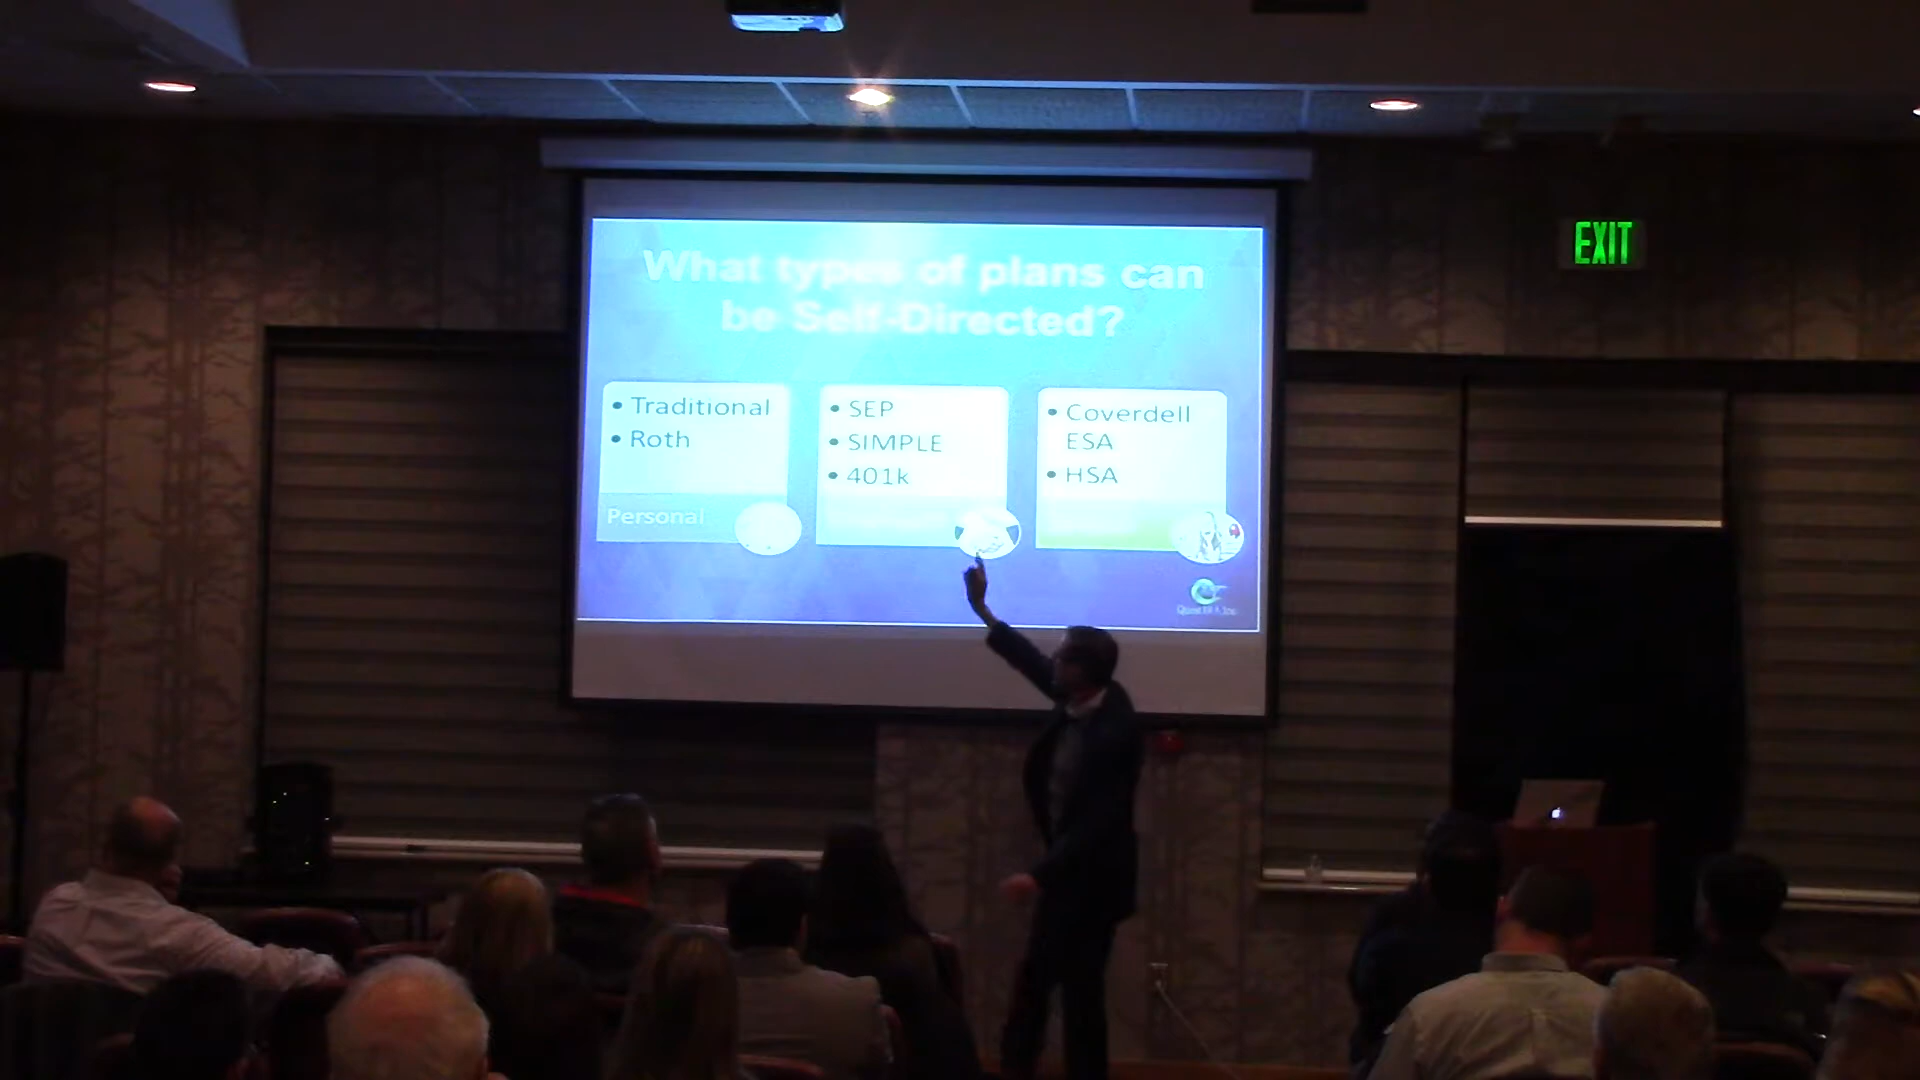 EXIT
What types of plans can
be Self-Directed?
• Traditional
• Roth
Personal
• SEP
• SIMPLE
• 401k
• Coverdell
ESA
• HSA